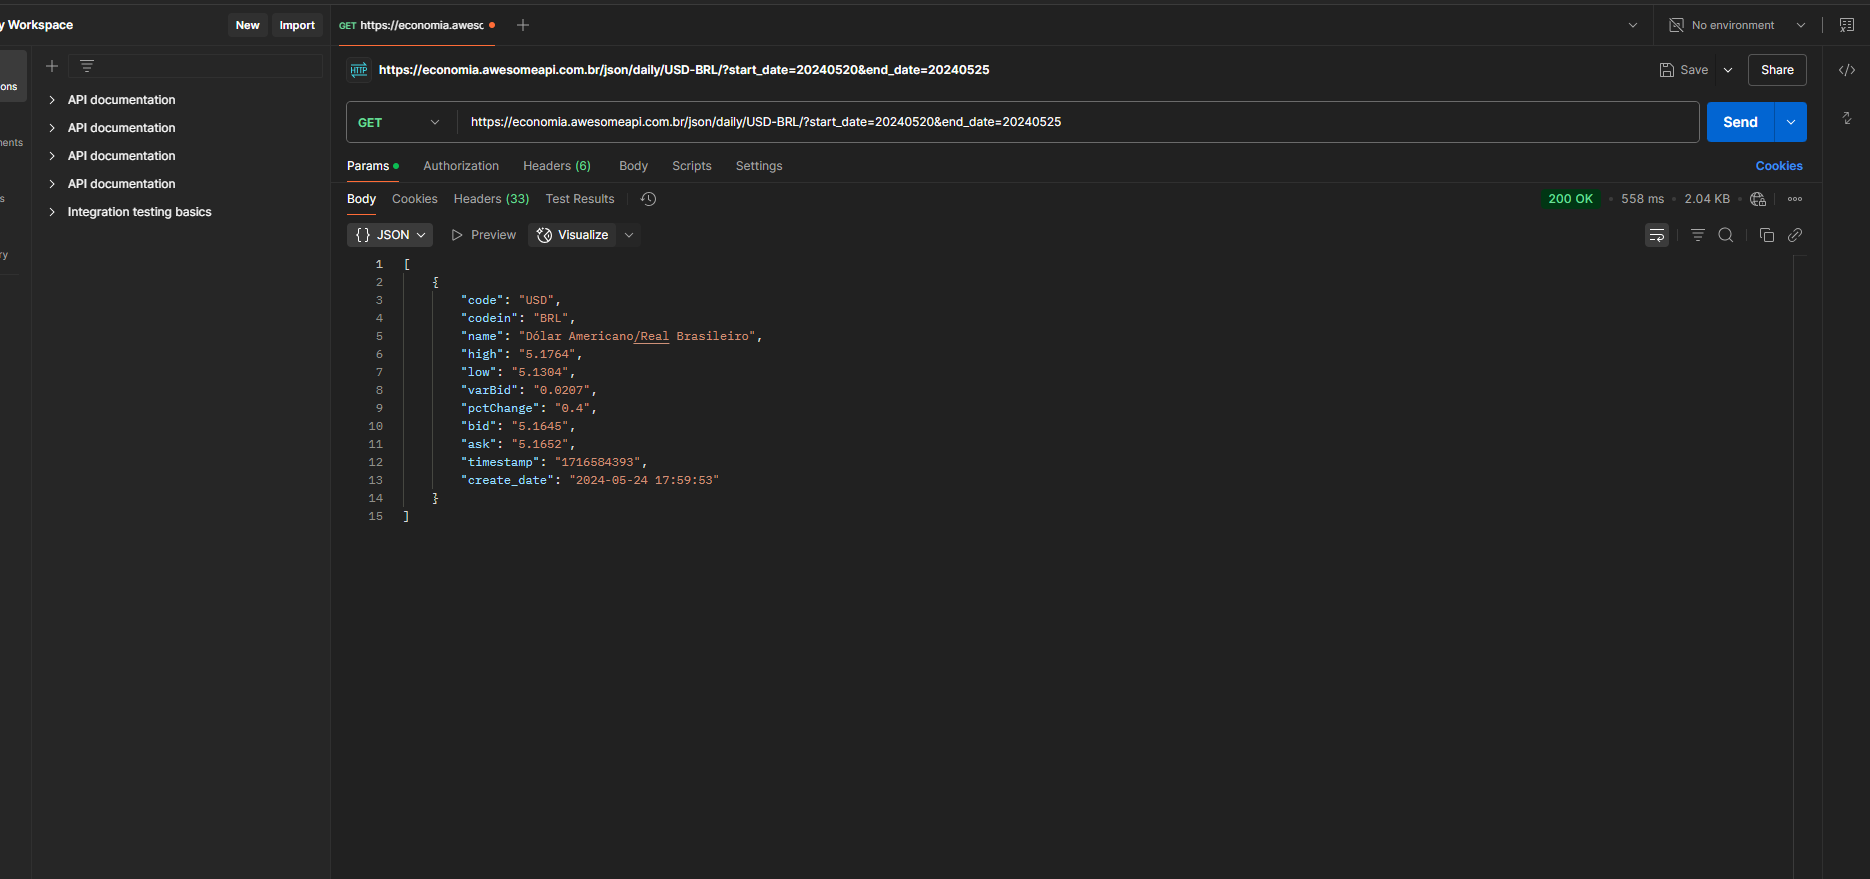 y Workspace
New
Import
GET https://economia.awesc
No environment
ons
ments
s
ry
API documentation
API documentation
API documentation
API documentation
Integration testing basics
HTTP
https://economia.awesomeapi.com.br/json/daily/USD-BRL/?start_date=20240520&end_date=20240525
Save
Share
GET
https://economia.awesomeapi.com.br/json/daily/USD-BRL/?start_date=20240520&end_date=20240525
Send
Params
Authorization
Headers (6)
Body
Scripts
Settings
Cookies
Body
Cookies
Headers (33)
Test Results
200 OK
558 ms
2.04 KB
{} JSON
Preview
Visualize
1 [
2 {
3 "code": "USD",
4 "codein": "BRL",
5 "name": "Dólar Americano/Real Brasileiro",
6 "high": "5.1764",
7 "low": "5.1304",
8 "varBid": "0.0207",
9 "pctChange": "0.4",
10 "bid": "5.1645",
11 "ask": "5.1652",
12 "timestamp": "1716584393",
13 "create_date": "2024-05-24 17:59:53"
14 }
15 ]